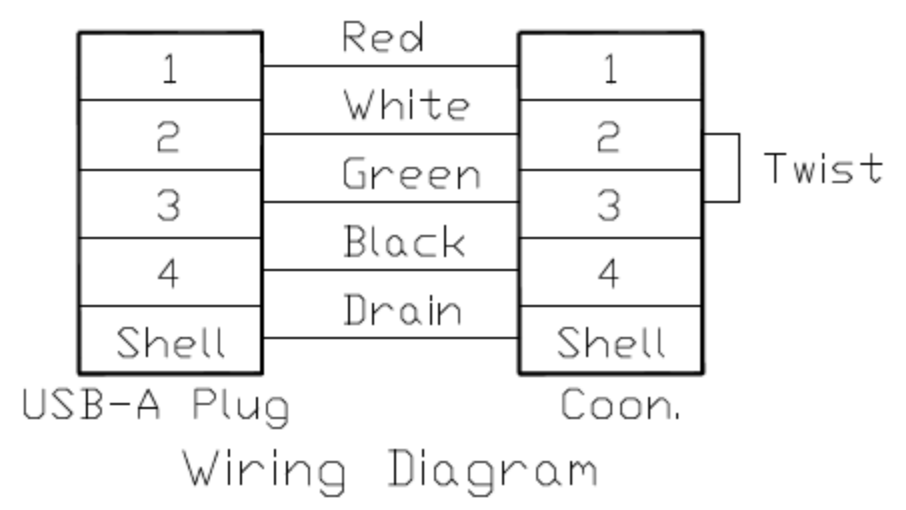 Red
1 1
White
2 2
Twist
Green
3 3
Black
4 4
Drain
Shell Shell
USB-A Plug Coon.
Wiring Diagram